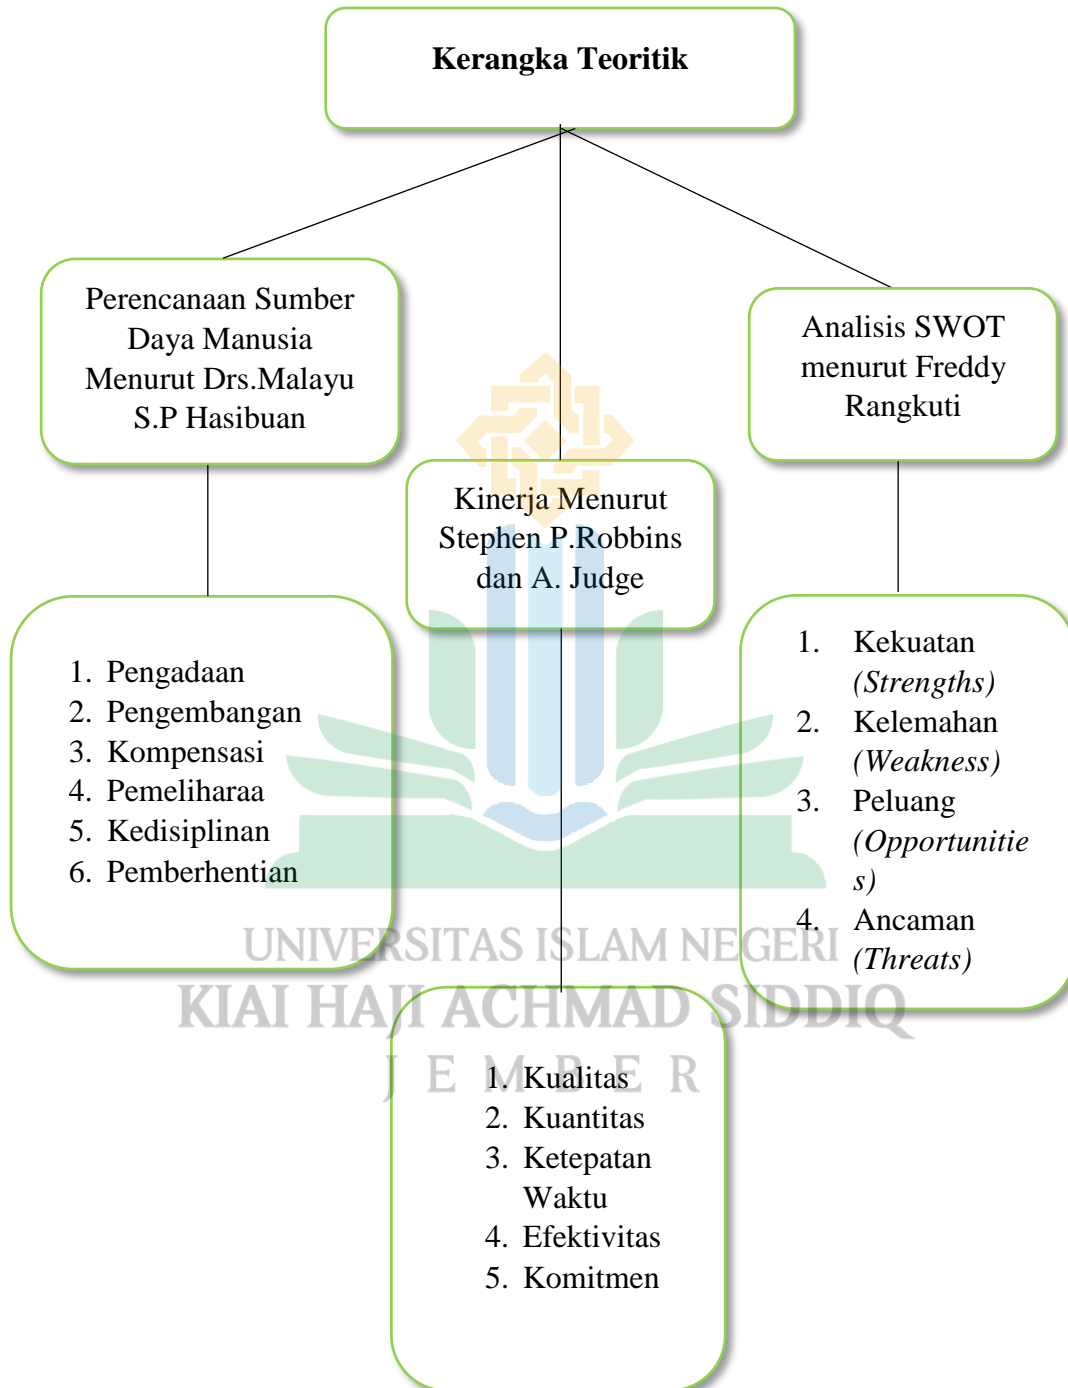 Kerangka Teoritik
Perencanaan Sumber
Daya Manusia
Menurut Drs.Malayu
S.P Hasibuan
Analisis SWOT
menurut Freddy
Rangkuti
Kinerja Menurut
Stephen P.Robbins
dan A. Judge
1. Pengadaan
2. Pengembangan
3. Kompensasi
4. Pemeliharaa
5. Kedisiplinan
6. Pemberhentian
1. Kekuatan
(Strengths)
2. Kelemahan
(Weakness)
3. Peluang
(Opportunitie
s)
4. Ancaman
(Threats)
UNIVERSITAS ISLAM NEGERI
KIAI HAJI ACHMAD SIDDIQ
JEMBER
1. Kualitas
2. Kuantitas
3. Ketepatan
Waktu
4. Efektivitas
5. Komitmen